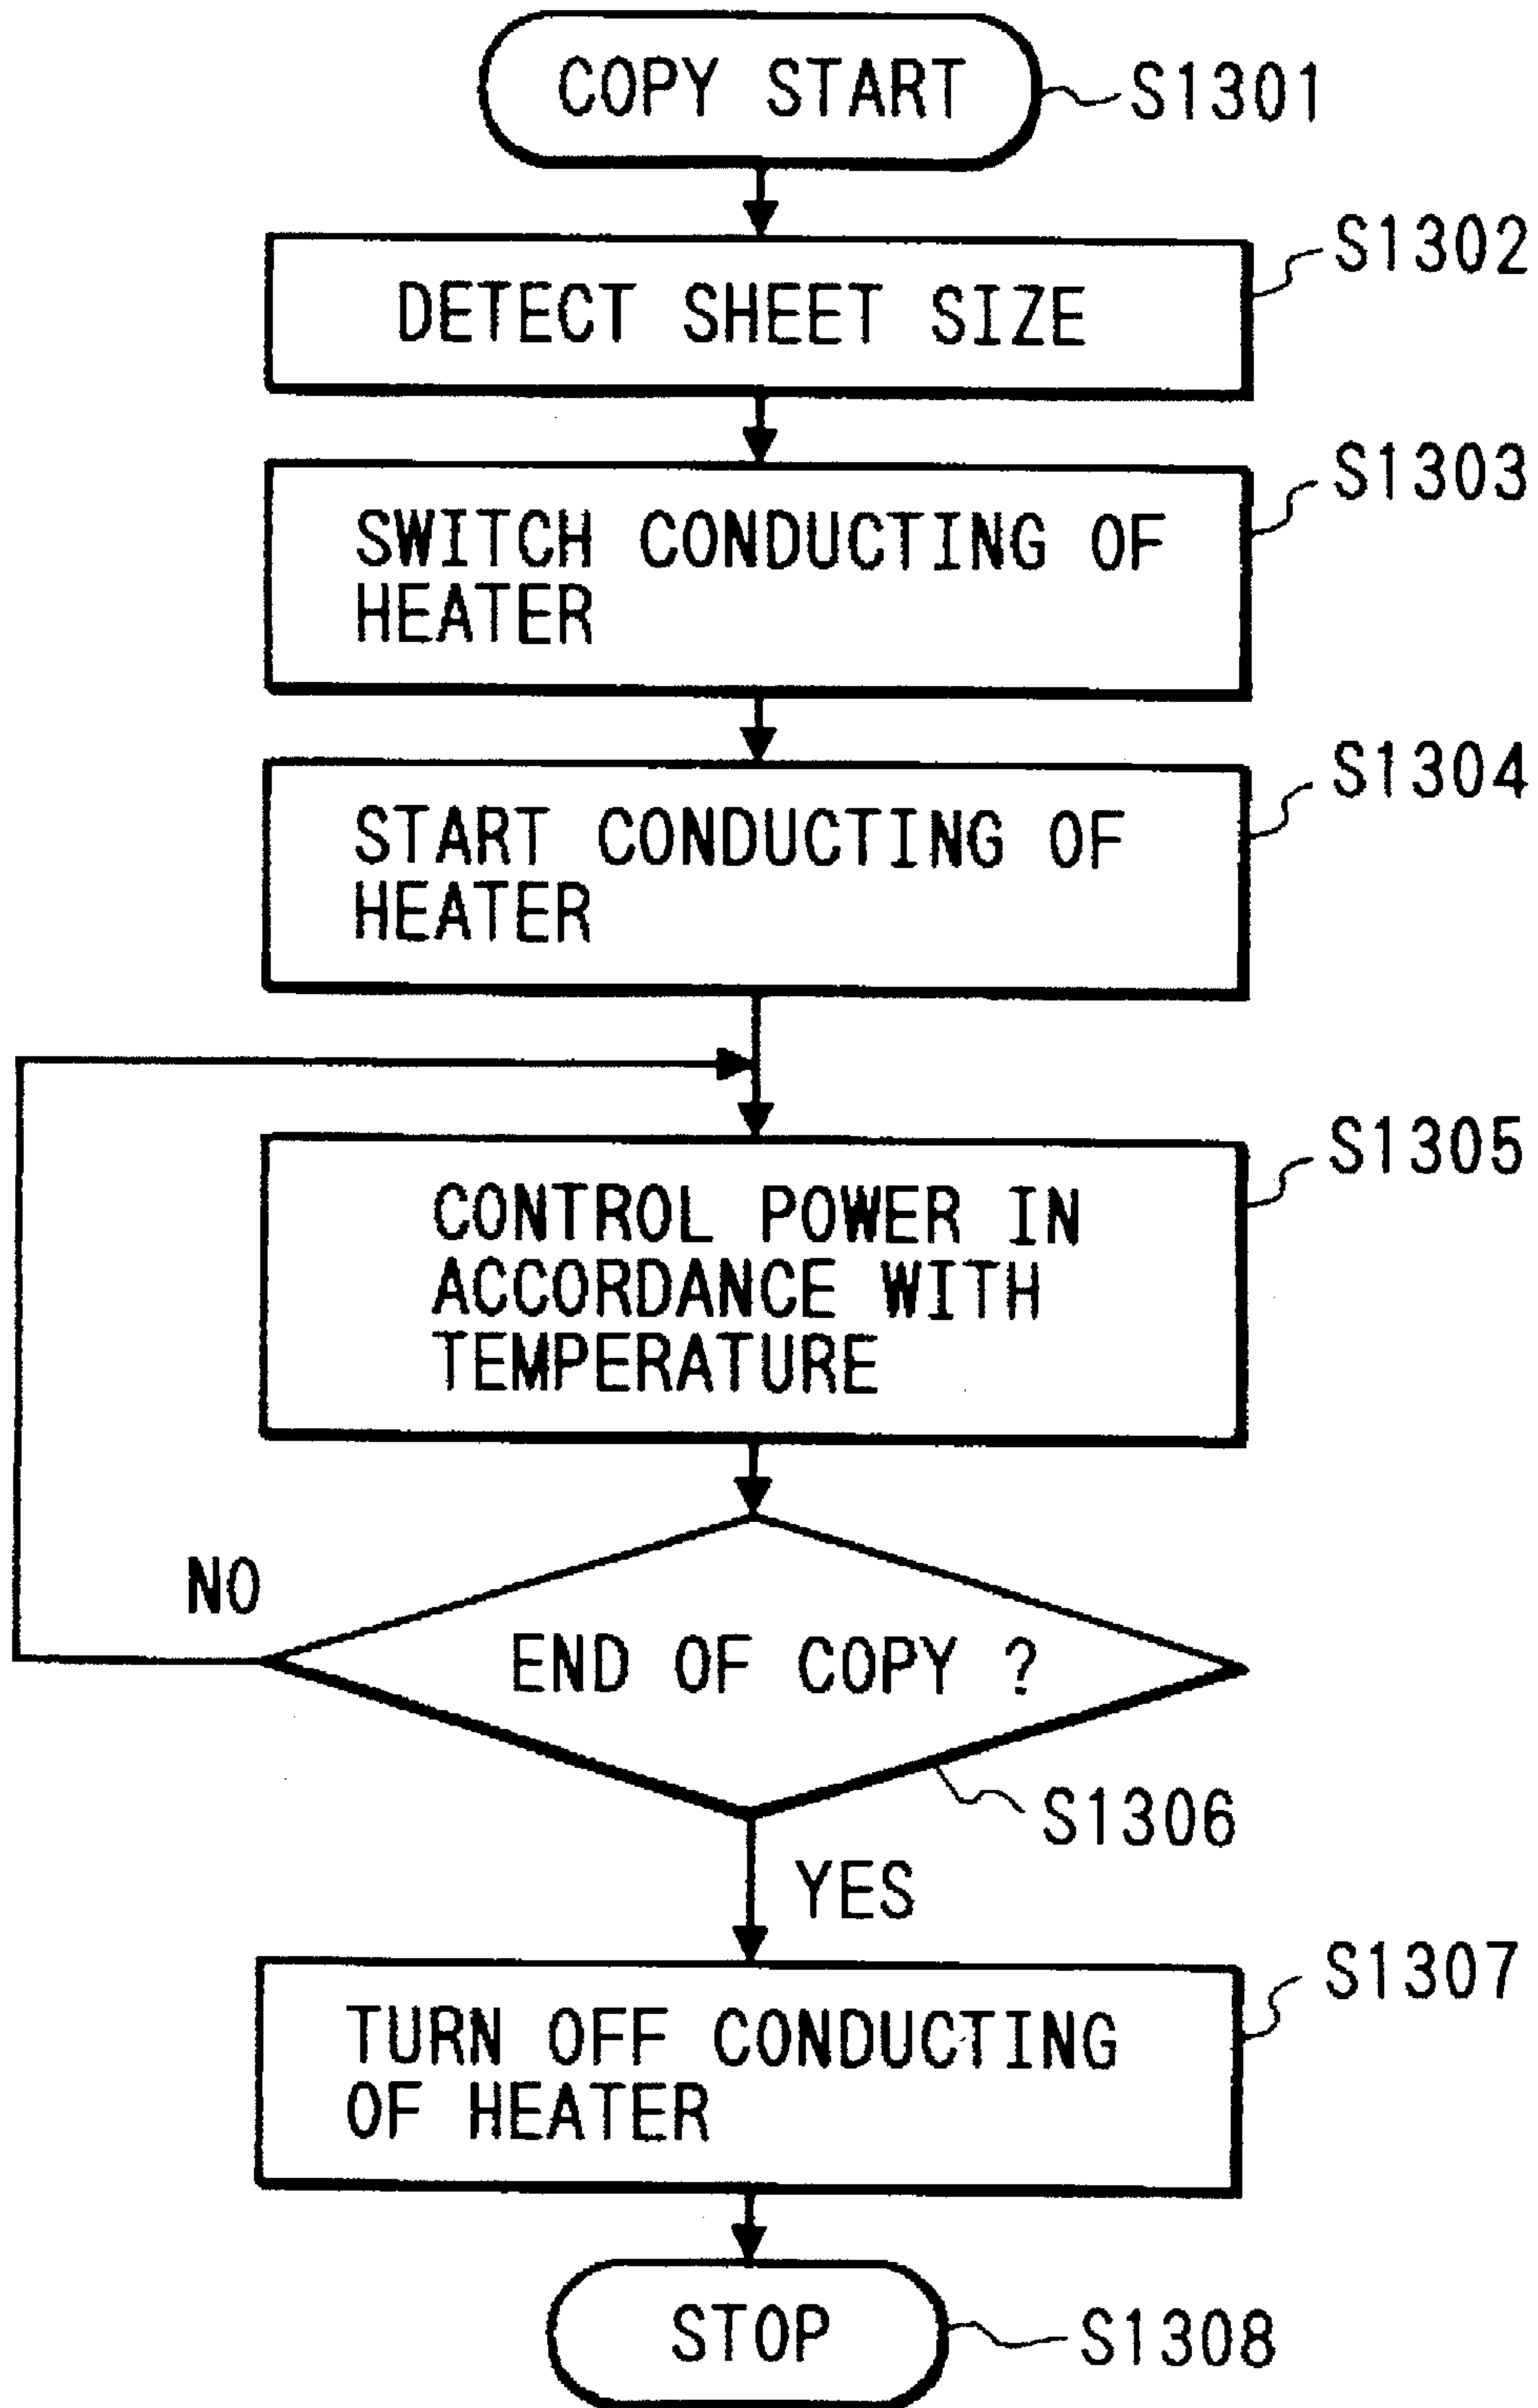 COPY START
S1301
DETECT SHEET SIZE
S1302
SWITCH CONDUCTING OF
HEATER
S1303
START CONDUCTING OF
HEATER
S1304
CONTROL POWER IN
ACCORDANCE WITH
TEMPERATURE
S1305
NO
END OF COPY ?
S1306
YES
TURN OFF CONDUCTING
OF HEATER
S1307
STOP
S1308